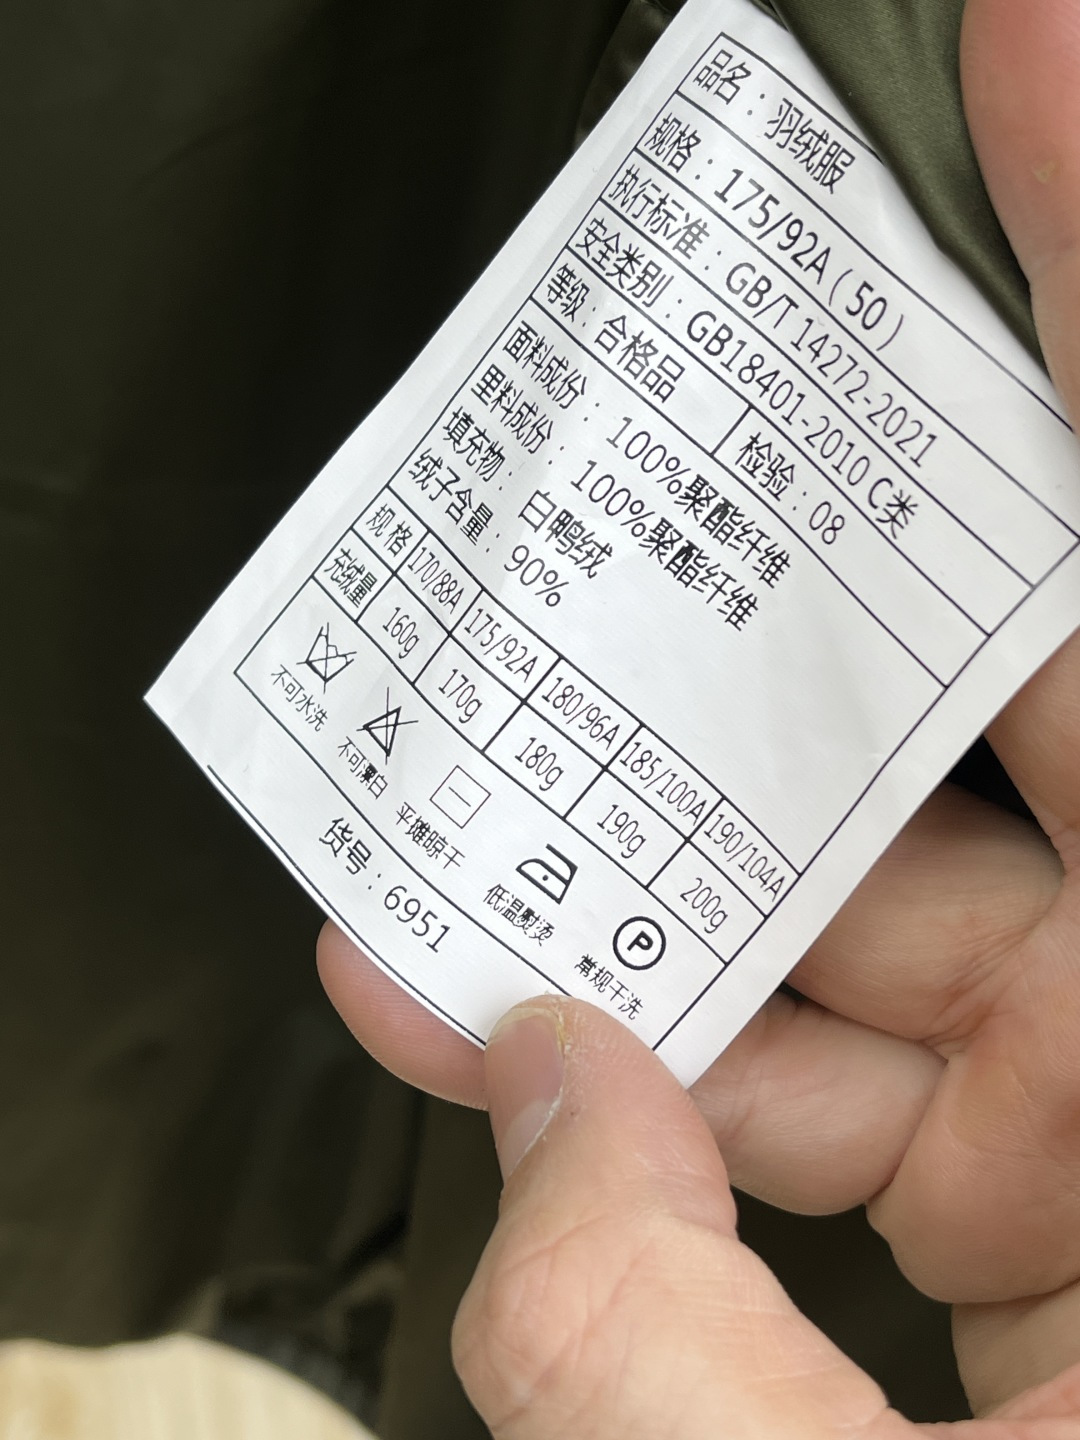 品名：羽绒服
规格：175/92A（50）
执行标准：GB/T 14272-2021
安全类别：GB18401-2010 C类
等级：合格品 检验：08
面料成份：100%聚酯纤维
里料成份：100%聚酯纤维
填充物：白鸭绒
绒子含量：90%
规格 170/88A 175/92A 180/96A 185/100A 190/104A
充绒量 160g 170g 180g 190g 200g
P
不可水洗 不可漂白 平摊晾干 低温熨烫 常规干洗
货号：6951